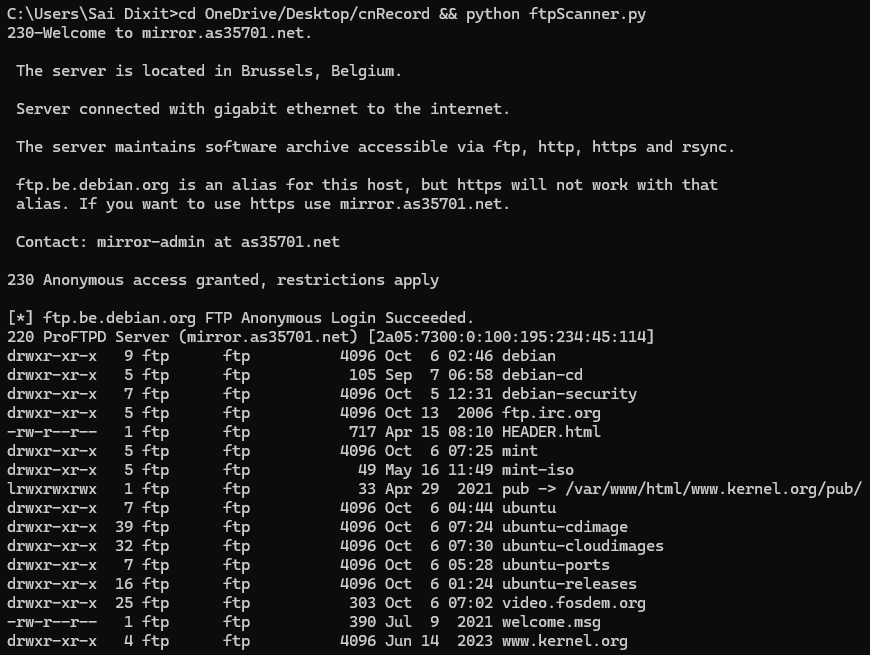 C:\Users\Sai Dixit>cd OneDrive/Desktop/cnRecord && python ftpScanner.py
230-Welcome to mirror.as35701.net.

 The server is located in Brussels, Belgium.

 Server connected with gigabit ethernet to the internet.

 The server maintains software archive accessible via ftp, http, https and rsync.

 ftp.be.debian.org is an alias for this host, but https will not work with that
 alias. If you want to use https use mirror.as35701.net.

 Contact: mirror-admin at as35701.net

230 Anonymous access granted, restrictions apply

[*] ftp.be.debian.org FTP Anonymous Login Succeeded.
220 ProFTPD Server (mirror.as35701.net) [2a05:7300:0:100:195:234:45:114]
drwxr-xr-x   9 ftp      ftp          4096 Oct  6 02:46 debian
drwxr-xr-x   5 ftp      ftp           105 Sep  7 06:58 debian-cd
drwxr-xr-x   7 ftp      ftp          4096 Oct  5 12:31 debian-security
drwxr-xr-x   5 ftp      ftp          4096 Oct 13  2006 ftp.irc.org
-rw-r--r--   1 ftp      ftp           717 Apr 15 08:10 HEADER.html
drwxr-xr-x   5 ftp      ftp          4096 Oct  6 07:25 mint
drwxr-xr-x   5 ftp      ftp            49 May 16 11:49 mint-iso
lrwxrwxrwx   1 ftp      ftp            33 Apr 29  2021 pub -> /var/www/html/www.kernel.org/pub/
drwxr-xr-x   7 ftp      ftp          4096 Oct  6 04:44 ubuntu
drwxr-xr-x  39 ftp      ftp          4096 Oct  6 07:24 ubuntu-cdimage
drwxr-xr-x  32 ftp      ftp          4096 Oct  6 07:30 ubuntu-cloudimages
drwxr-xr-x   7 ftp      ftp          4096 Oct  6 05:28 ubuntu-ports
drwxr-xr-x  16 ftp      ftp          4096 Oct  6 01:24 ubuntu-releases
drwxr-xr-x  25 ftp      ftp           303 Oct  6 07:02 video.fosdem.org
-rw-r--r--   1 ftp      ftp           390 Jul  9  2021 welcome.msg
drwxr-xr-x   4 ftp      ftp          4096 Jun 14  2023 www.kernel.org